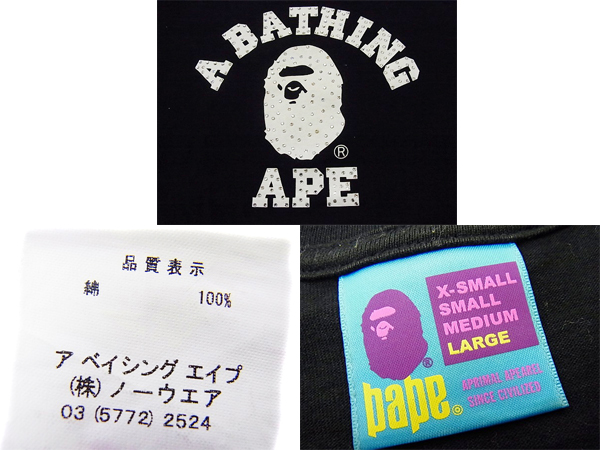 A BATHING
APE
®
品質表示
綿 100%
ア ベイシング エイプ
(株) ノーウエア
03 (5772) 2524
X-SMALL
SMALL
MEDIUM
LARGE
®
bape®
APRIMAL APPAREL
SINCE CIVILIZED